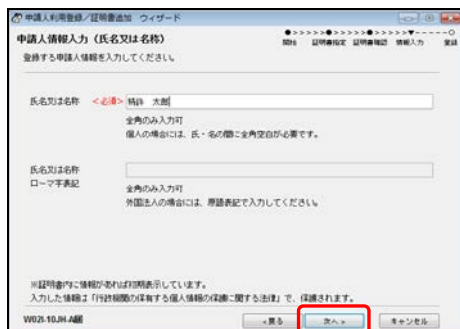 申請人利用登録/証明書追加 ウィザード
申請人情報入力（氏名又は名称）
●>>>>>●>>>>>●>>>>>▼-----○
開始 証明書指定 証明書確認 情報入力 登録
登録する申請人情報を入力してください。
氏名又は名称 <必須> 特許 太郎
全角のみ入力可
個人の場合には、氏・名の間に全角空白が必要です。
氏名又は名称
ローマ字表記
全角のみ入力可
外国法人の場合には、原語表記で入力してください。
※証明書内に情報があれば初期表示しています。
入力した情報は「行政機関の保有する個人情報の保護に関する法律」で、保護されます。
<戻る 次へ> キャンセル